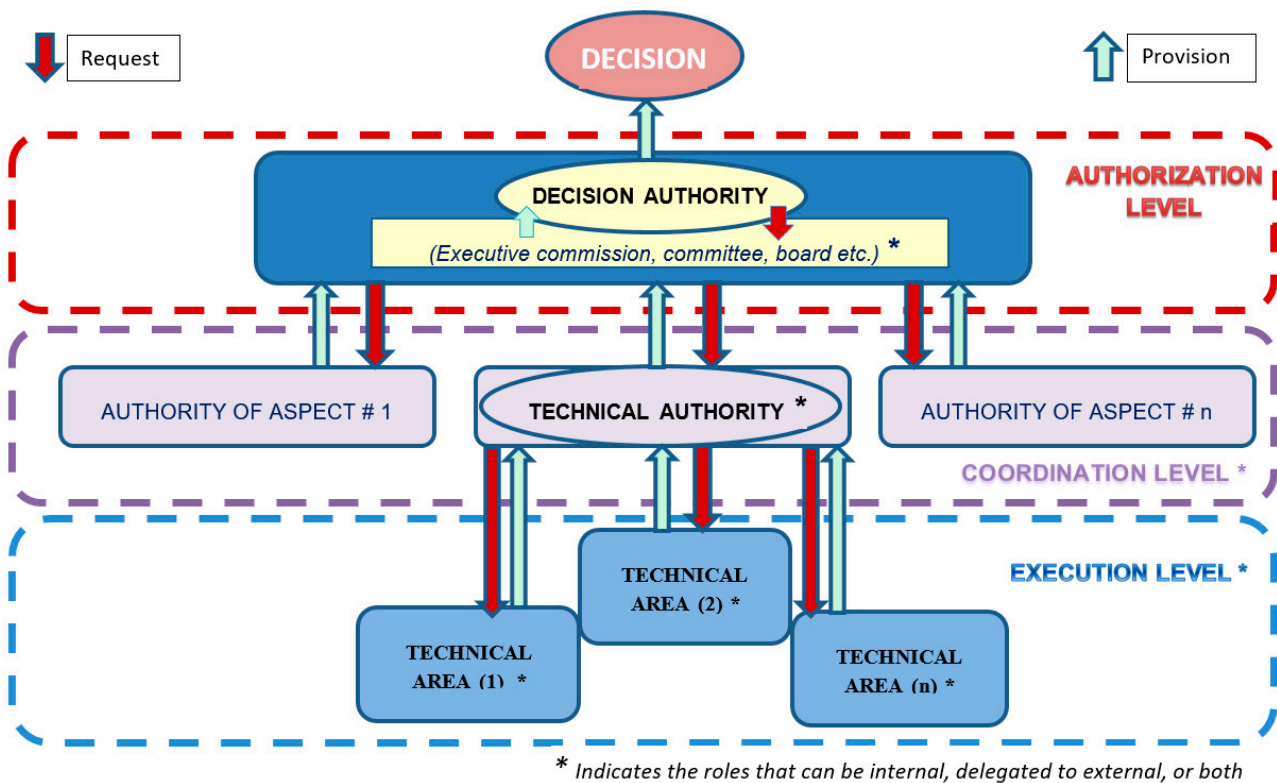 Request
DECISION
Provision
AUTHORIZATION
LEVEL
DECISION AUTHORITY
(Executive commission, committee, board etc.) *
AUTHORITY OF ASPECT # 1
TECHNICAL AUTHORITY *
AUTHORITY OF ASPECT # n
COORDINATION LEVEL *
EXECUTION LEVEL *
TECHNICAL
AREA (2) *
TECHNICAL
AREA (1) *
TECHNICAL
AREA (n) *
* Indicates the roles that can be internal, delegated to external, or both